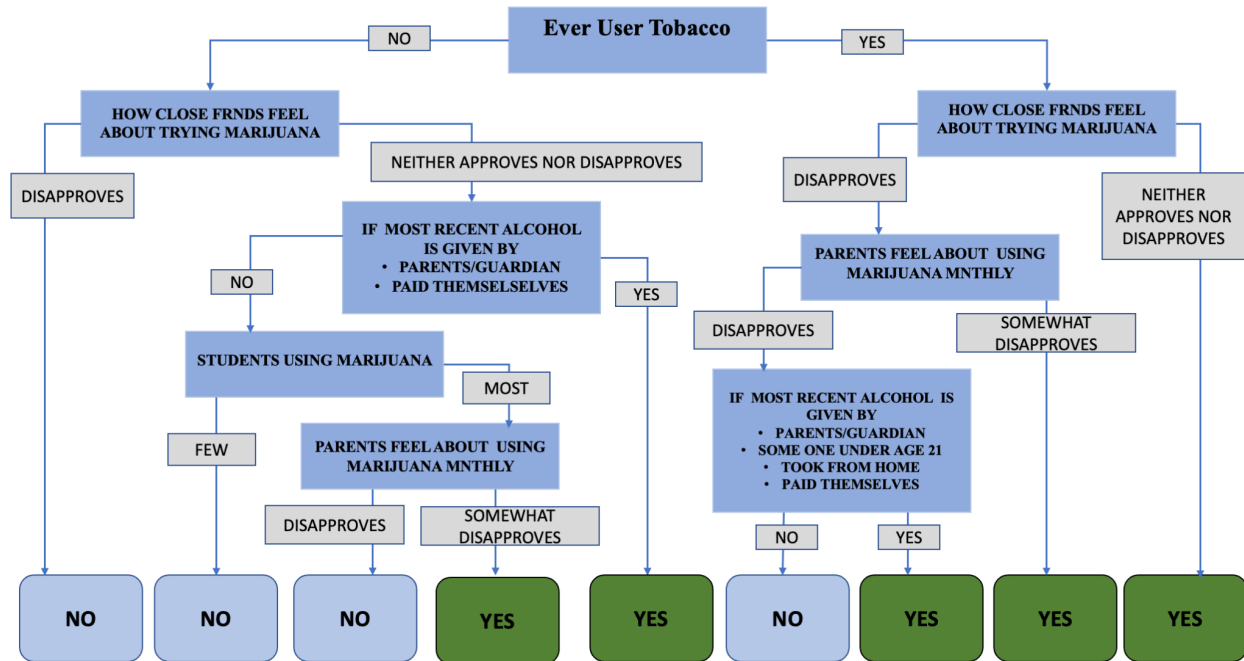 Ever User Tobacco
NO
YES
HOW CLOSE FRNDS FEEL
ABOUT TRYING MARIJUANA
HOW CLOSE FRNDS FEEL
ABOUT TRYING MARIJUANA
NEITHER APPROVES NOR DISAPPROVES
DISAPPROVES
DISAPPROVES
NEITHER
APPROVES NOR
DISAPPROVES
IF MOST RECENT ALCOHOL
IS GIVEN BY
• PARENTS/GUARDIAN
• PAID THEMSELSELVES
PARENTS FEEL ABOUT USING
MARIJUANA MNTHLY
NO
YES
DISAPPROVES
SOMEWHAT
DISAPPROVES
STUDENTS USING MARIJUANA
MOST
IF MOST RECENT ALCOHOL IS
GIVEN BY
• PARENTS/GUARDIAN
• SOME ONE UNDER AGE 21
• TOOK FROM HOME
• PAID THEMSELVES
FEW
PARENTS FEEL ABOUT USING
MARIJUANA MNTHLY
DISAPPROVES
SOMEWHAT
DISAPPROVES
NO
YES
NO
NO
NO
YES
YES
NO
YES
YES
YES